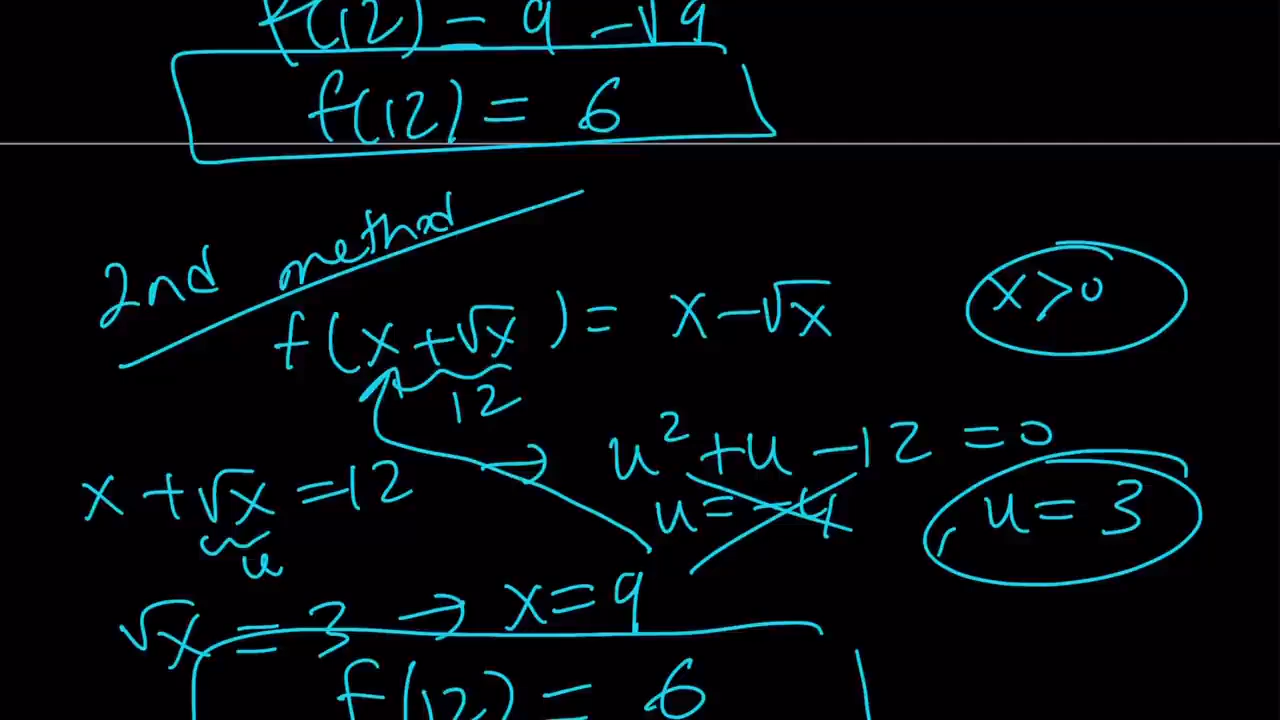 f(12) = 9 - √9
f(12) = 6
2nd method
f(x + √x) = x - √x
x > 0
12
u² + u - 12 = 0
x + √x = 12
u = -4
u = 3
u
√x = 3 → x = 9
f(12) = 6